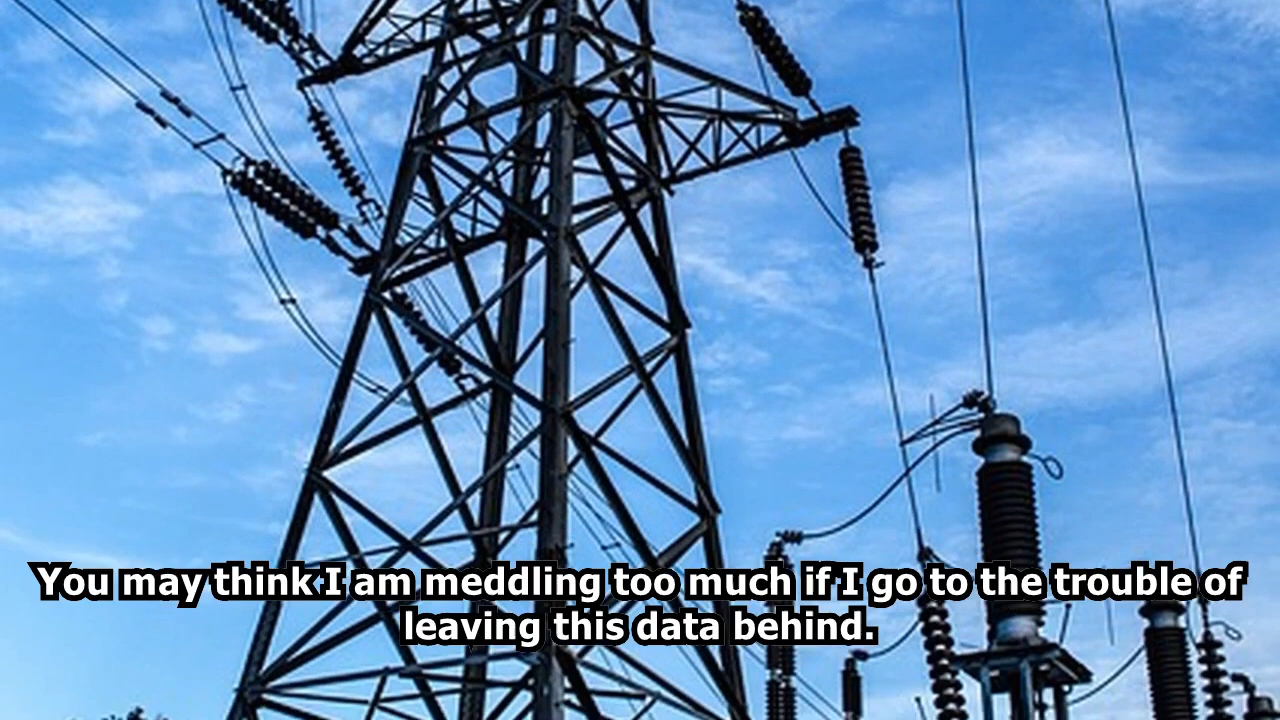 You may think I am meddling too much if I go to the trouble of
leaving this data behind.